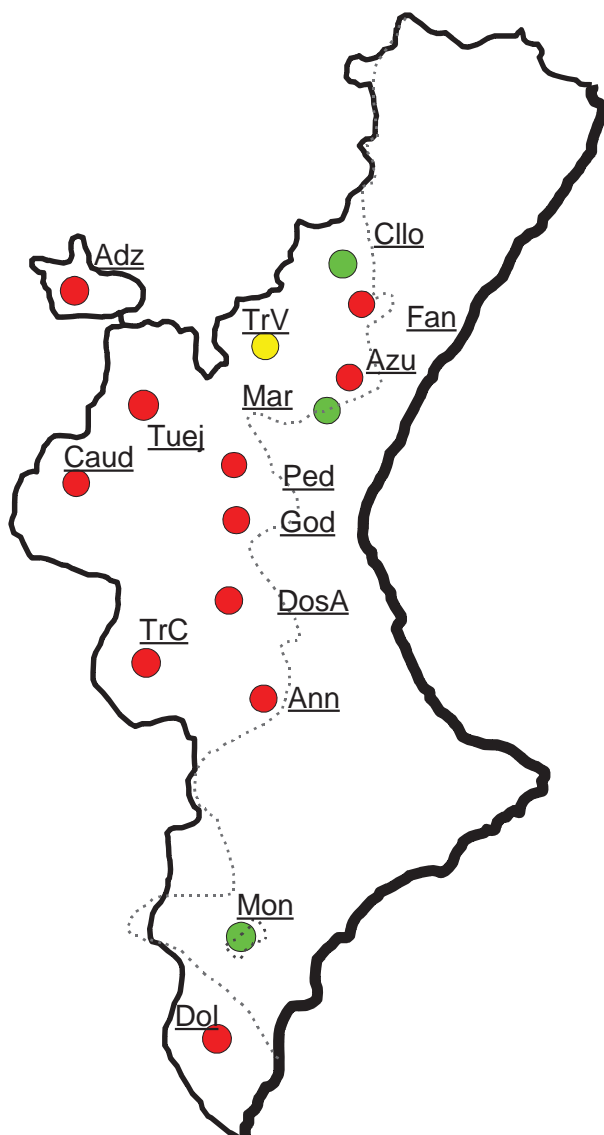 Cllo
Adz
Fan
TrV
Azu
Mar
Tuej
Caud
Ped
God
DosA
TrC
Ann
Mon
Dol